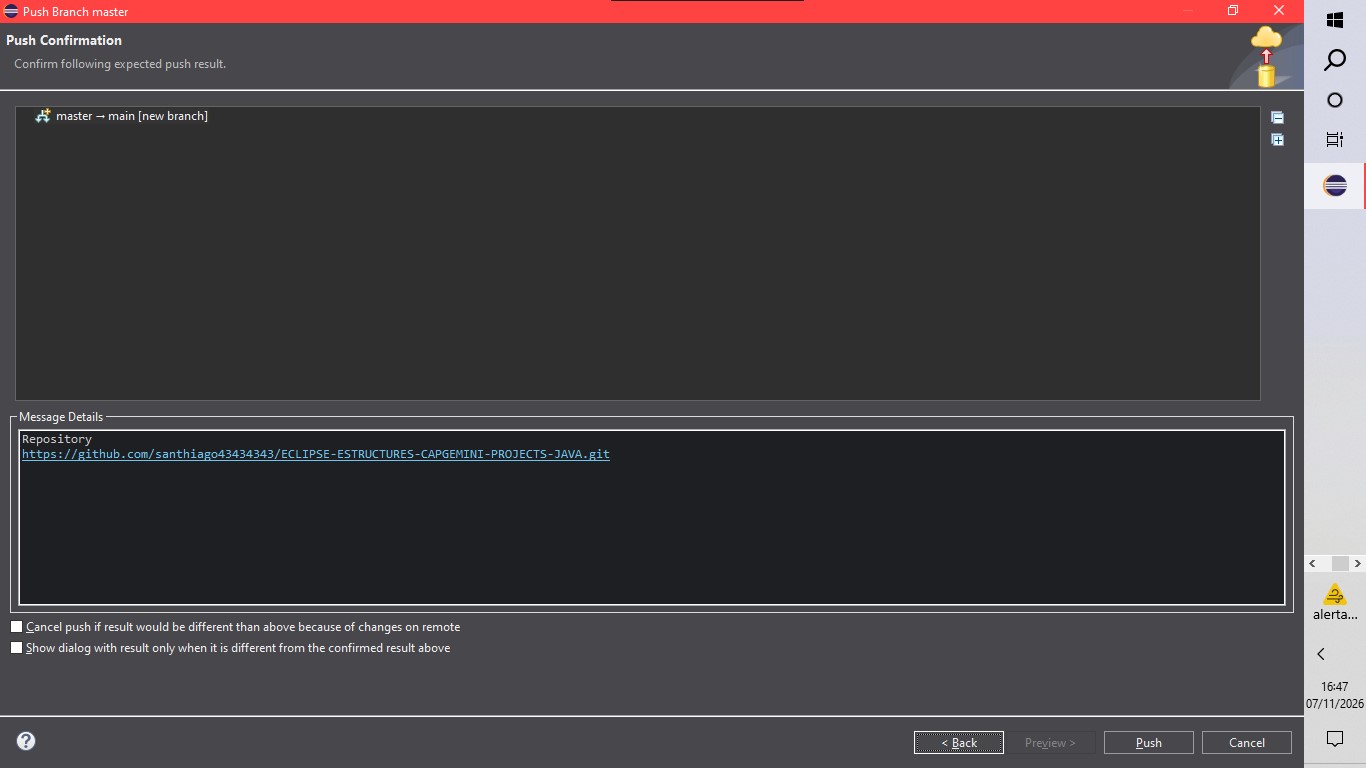 Push Branch master
Push Confirmation
Confirm following expected push result.
master → main [new branch]
Message Details
Repository
https://github.com/santhiago43434343/ECLIPSE-ESTRUCTURES-CAPGEMINI-PROJECTS-JAVA.git
Cancel push if result would be different than above because of changes on remote
Show dialog with result only when it is different from the confirmed result above
< Back
Preview >
Push
Cancel
alerta...
16:47
07/11/2026